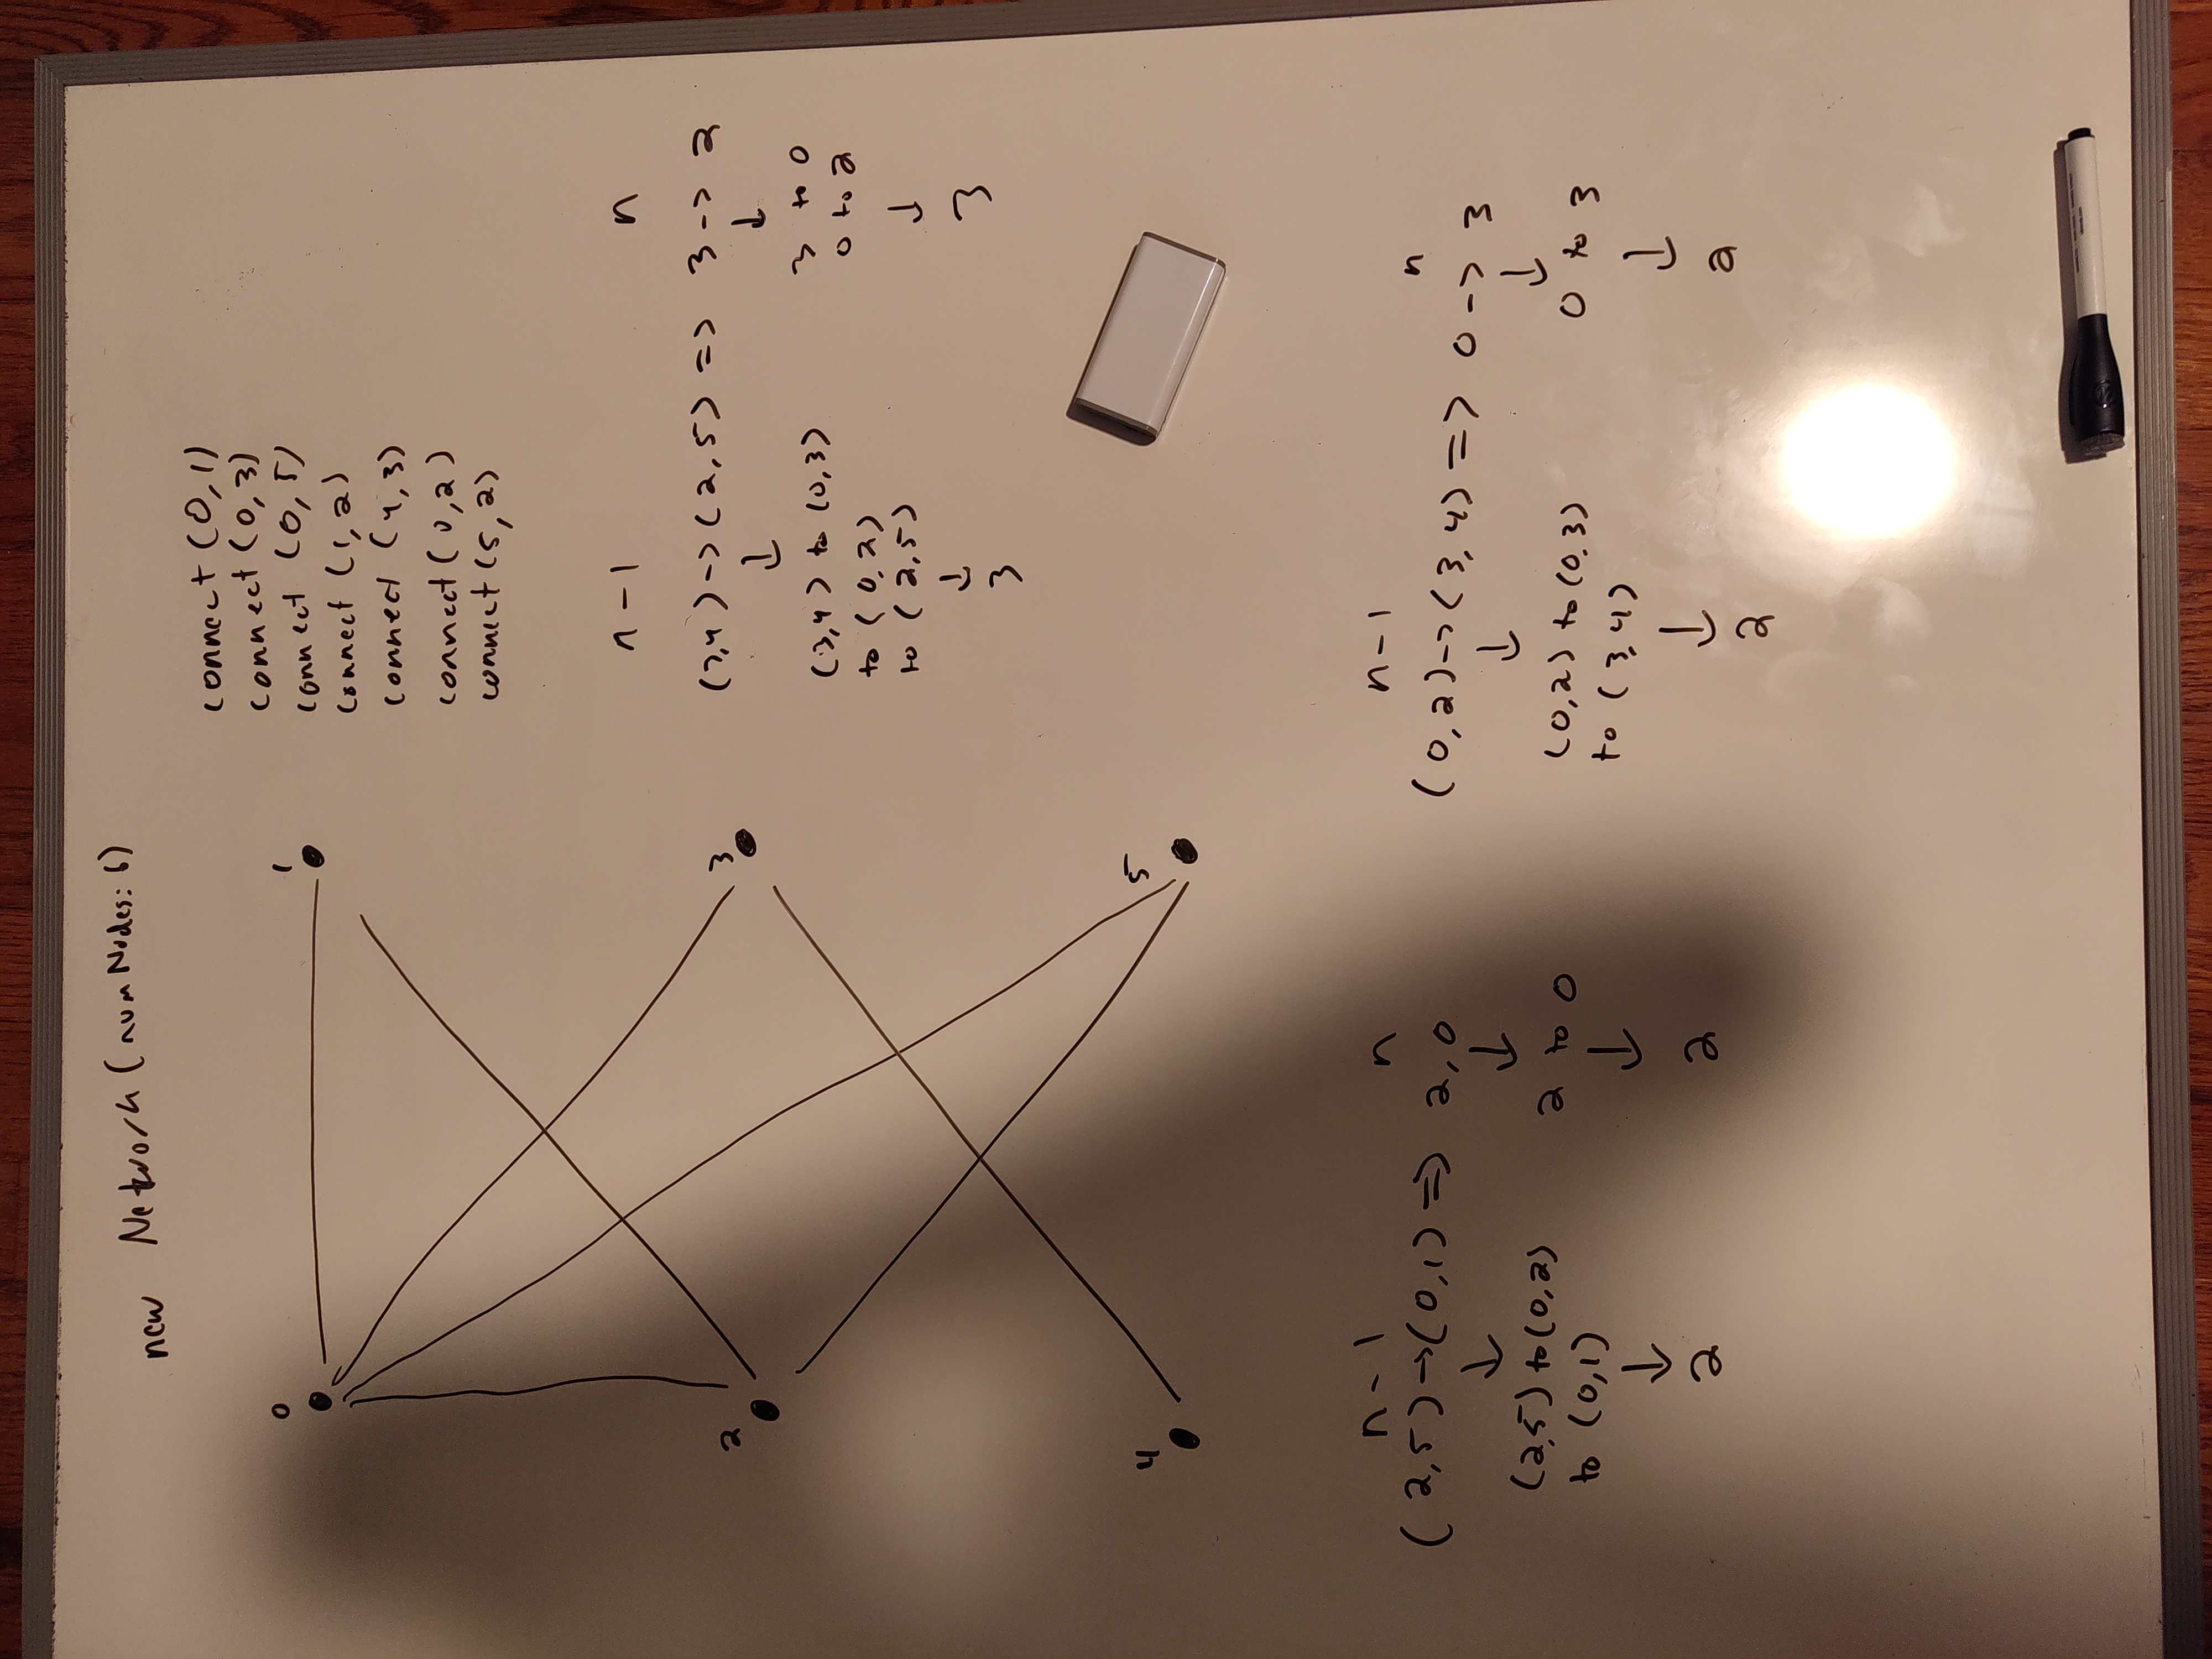 new Network (numNodes: 6)
connect (0,1)
connect (0,3)
connect (0,5)
connect (1,2)
connect (4,3)
connect (0,2)
connect (5,2)
0
1
2
3
4
5
n-1
n
(3,4) -> (2,5) => 3 -> 2
↓
↓
(3,4) to (0,3)
to (0,2)
to (2,5)
↓
3
3 to 0
0 to 2
↓
3
n-1
n
(2,5) → (0,1) => 2,0
↓
↓
(2,5) to (0,2)
to (0,1)
↓
2
2 to 0
↓
2
n-1
n
(0,2) -> (3,4) => 0 -> 3
↓
↓
(0,2) to (0,3)
to (3,4)
↓
2
0 to 3
↓
2